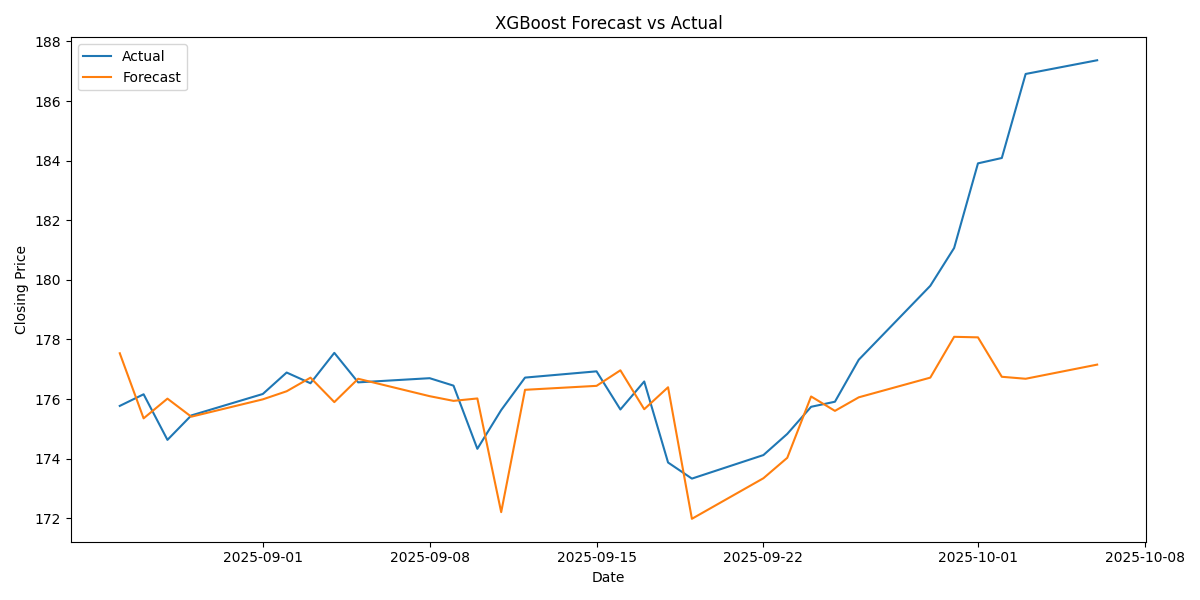 XGBoost Forecast vs Actual
Actual
Forecast
Closing Price
188
186
184
182
180
178
176
174
172
2025-09-01 2025-09-08 2025-09-15 2025-09-22 2025-10-01 2025-10-08
Date